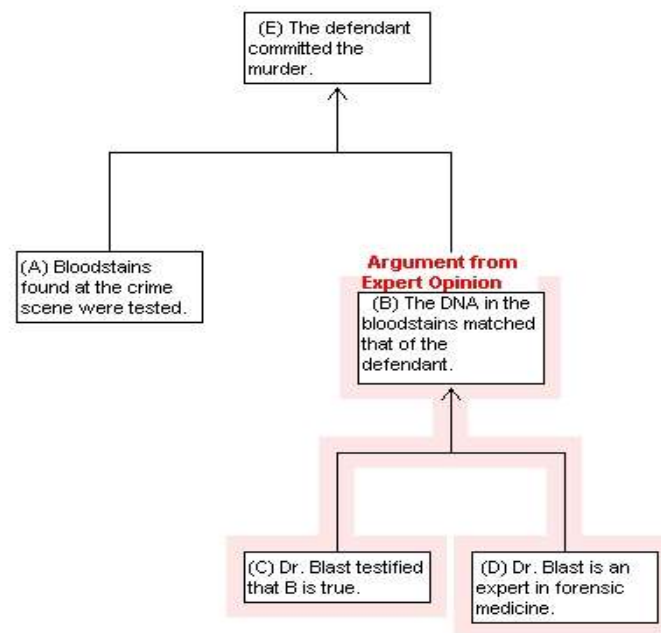 (E) The defendant
committed the
murder.
(A) Bloodstains
found at the crime
scene were tested.
Argument from
Expert Opinion
(B) The DNA in the
bloodstains matched
that of the
defendant.
(C) Dr. Blast testified
that B is true.
(D) Dr. Blast is an
expert in forensic
medicine.